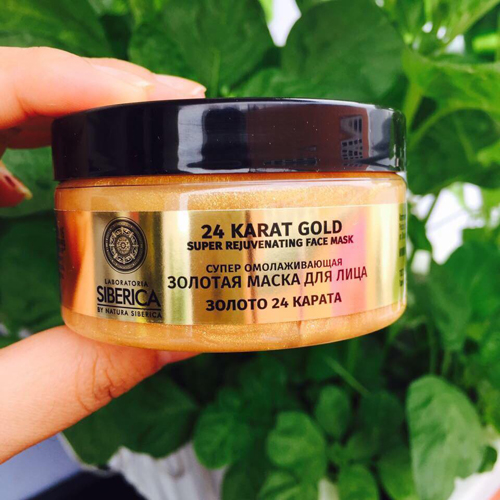 24 KARAT GOLD
SUPER REJUVENATING FACE MASK
СУПЕР ОМОЛАЖИВАЮЩАЯ
ЗОЛОТАЯ МАСКА ДЛЯ ЛИЦА
ЗОЛОТО 24 КАРАТА
LABORATORIA
SIBERICA
BY NATURA SIBERICA